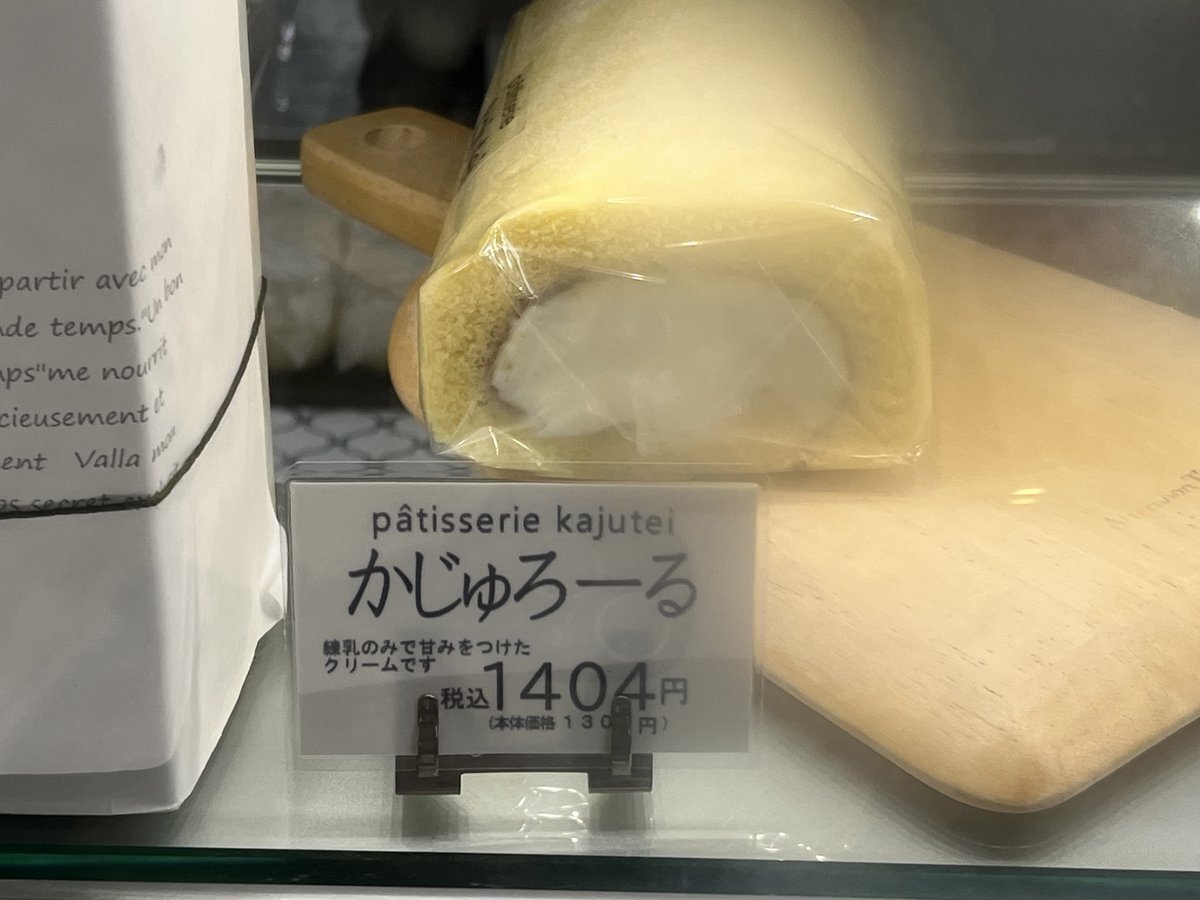 partir avec mon
temps."Un bon
"me nourrit
et
Valla mon
pâtisserie kajutei
かじゅろーる
練乳のみで甘みをつけた
クリームです
税込1404円
(本体価格 130 円)